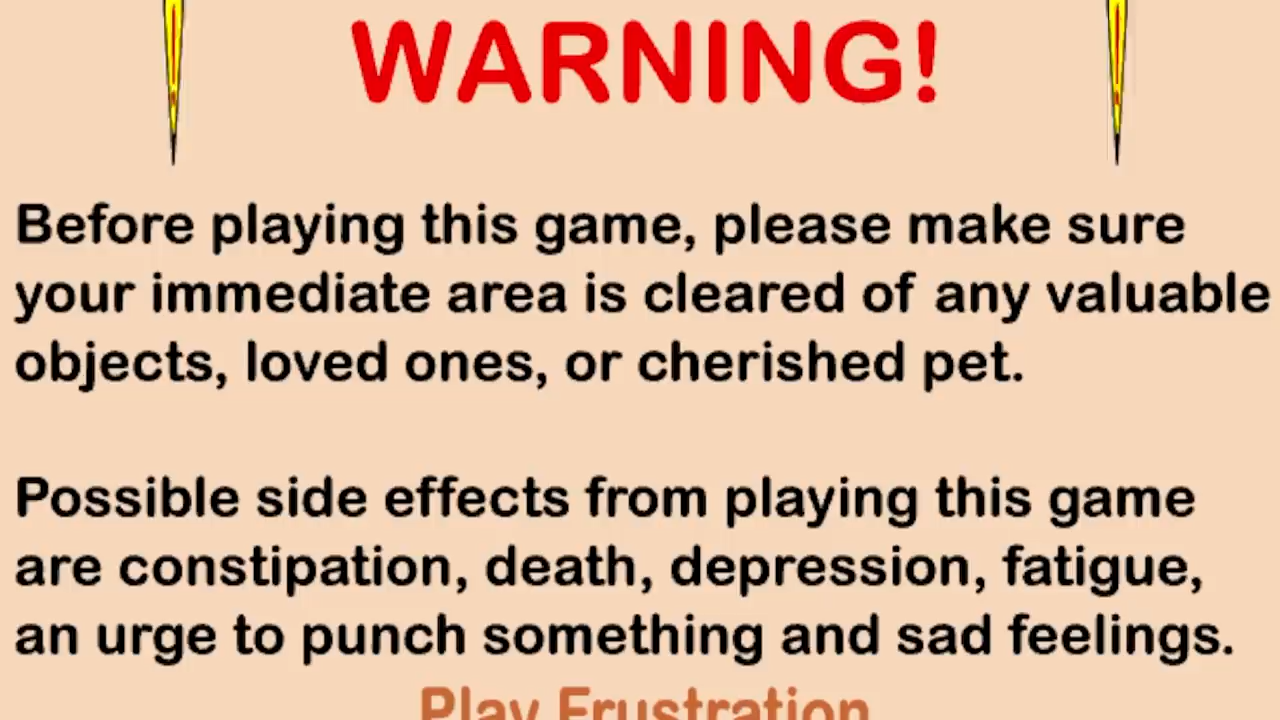 WARNING!
Before playing this game, please make sure
your immediate area is cleared of any valuable
objects, loved ones, or cherished pet.
Possible side effects from playing this game
are constipation, death, depression, fatigue,
an urge to punch something and sad feelings.
Play Frustration